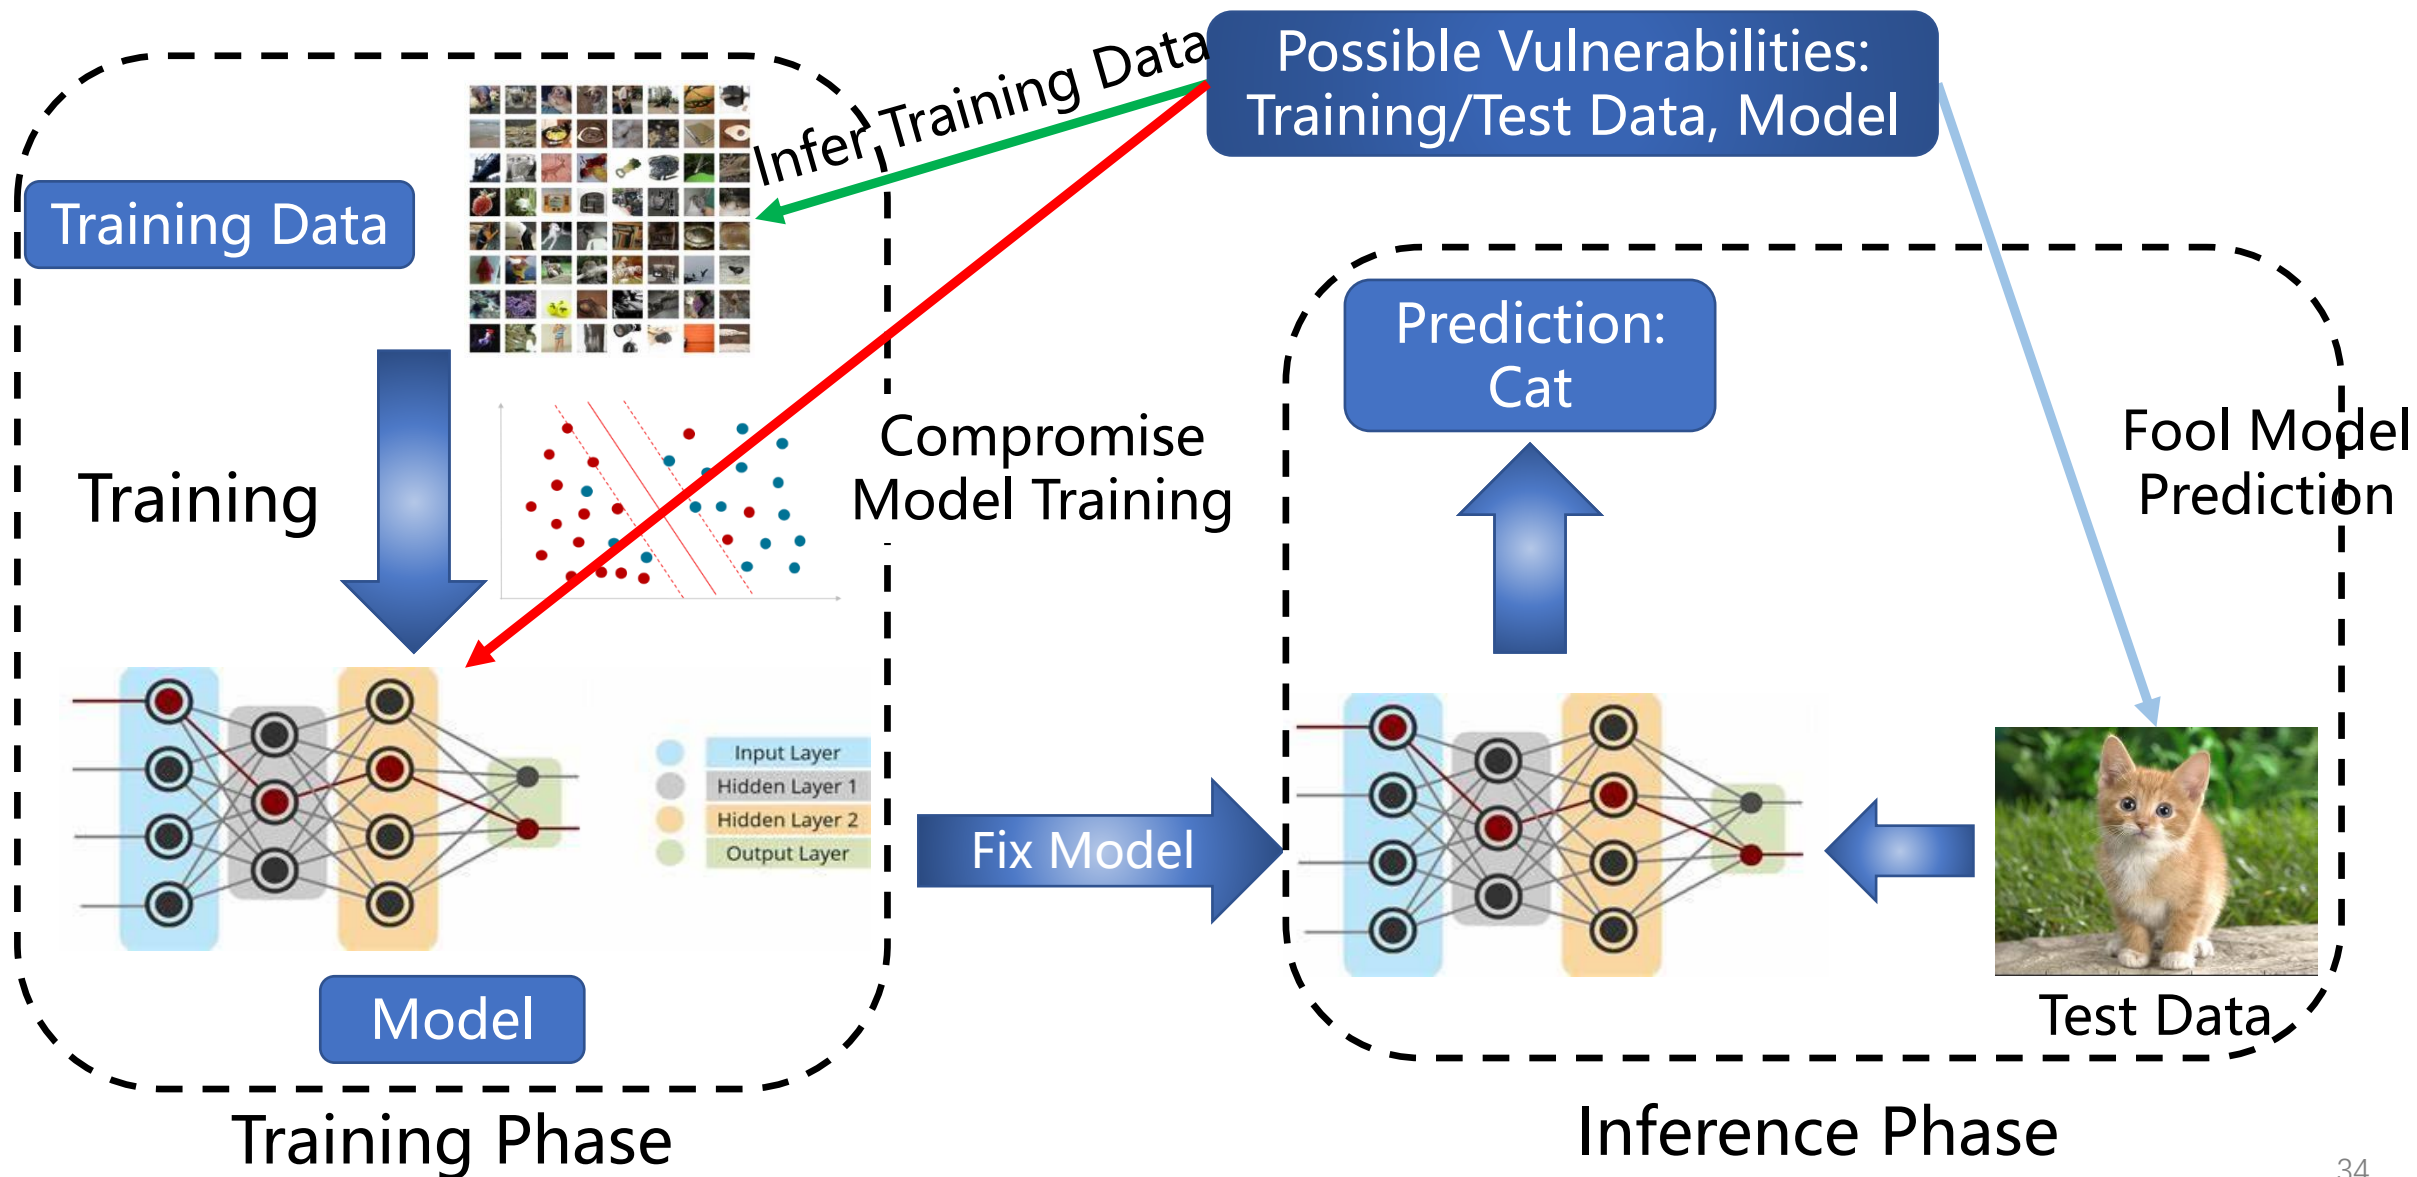 Possible Vulnerabilities:
Training/Test Data, Model
Infer Training Data
Training Data
Training
Compromise
Model Training
Prediction:
Cat
Fool Model
Prediction
Input Layer
Hidden Layer 1
Hidden Layer 2
Output Layer
Fix Model
Model
Test Data
Training Phase
Inference Phase
34